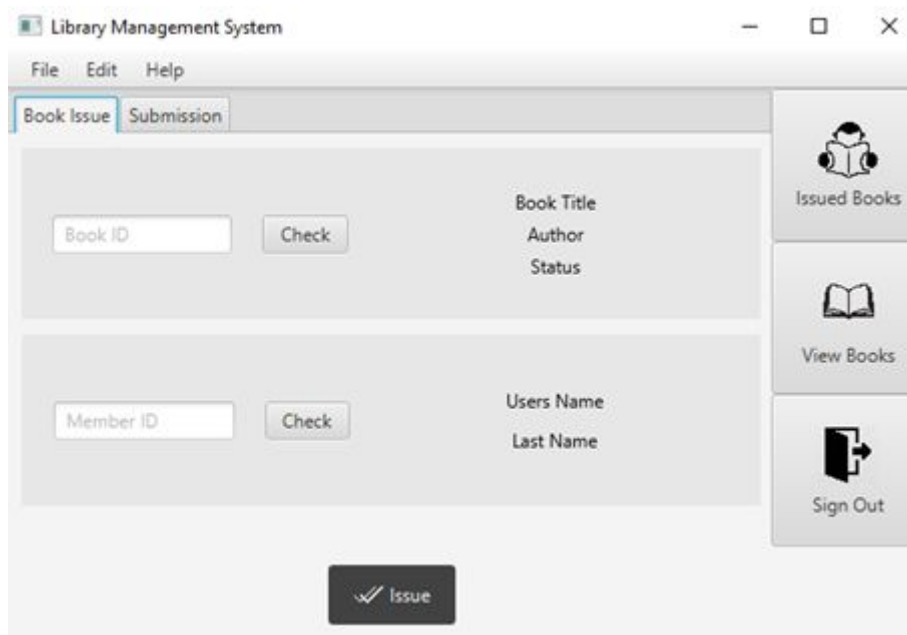 Library Management System
File Edit Help
Book Issue Submission
Book ID
Check
Book Title
Author
Status
Member ID
Check
Users Name
Last Name
Issue
Issued Books
View Books
Sign Out